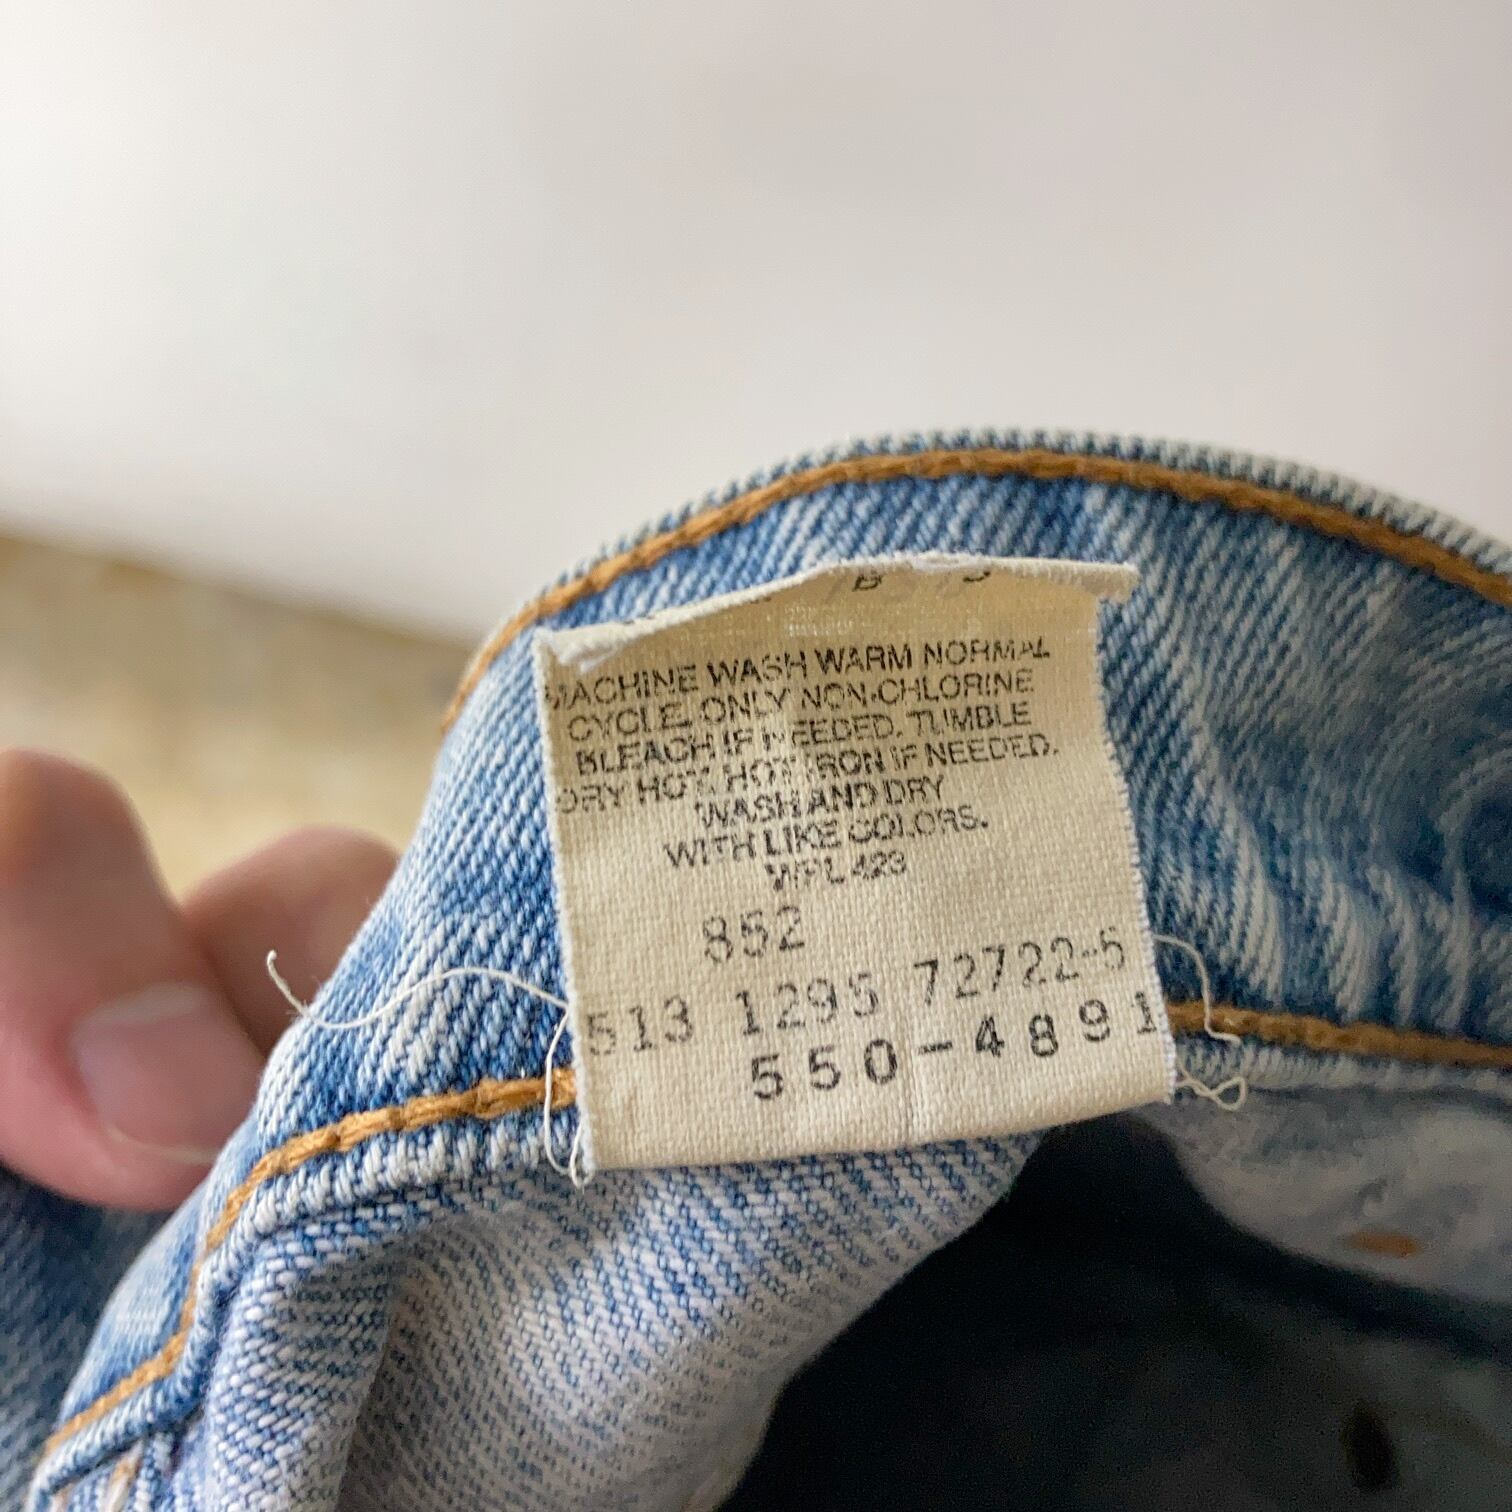 MACHINE WASH WARM NORMAL
CYCLE. ONLY NON-CHLORINE
BLEACH IF NEEDED. TUMBLE
DRY HOT. HOT IRON IF NEEDED.
WASH AND DRY
WITH LIKE COLORS.
WPL 423
852
513 1295 72722-5
550-4891